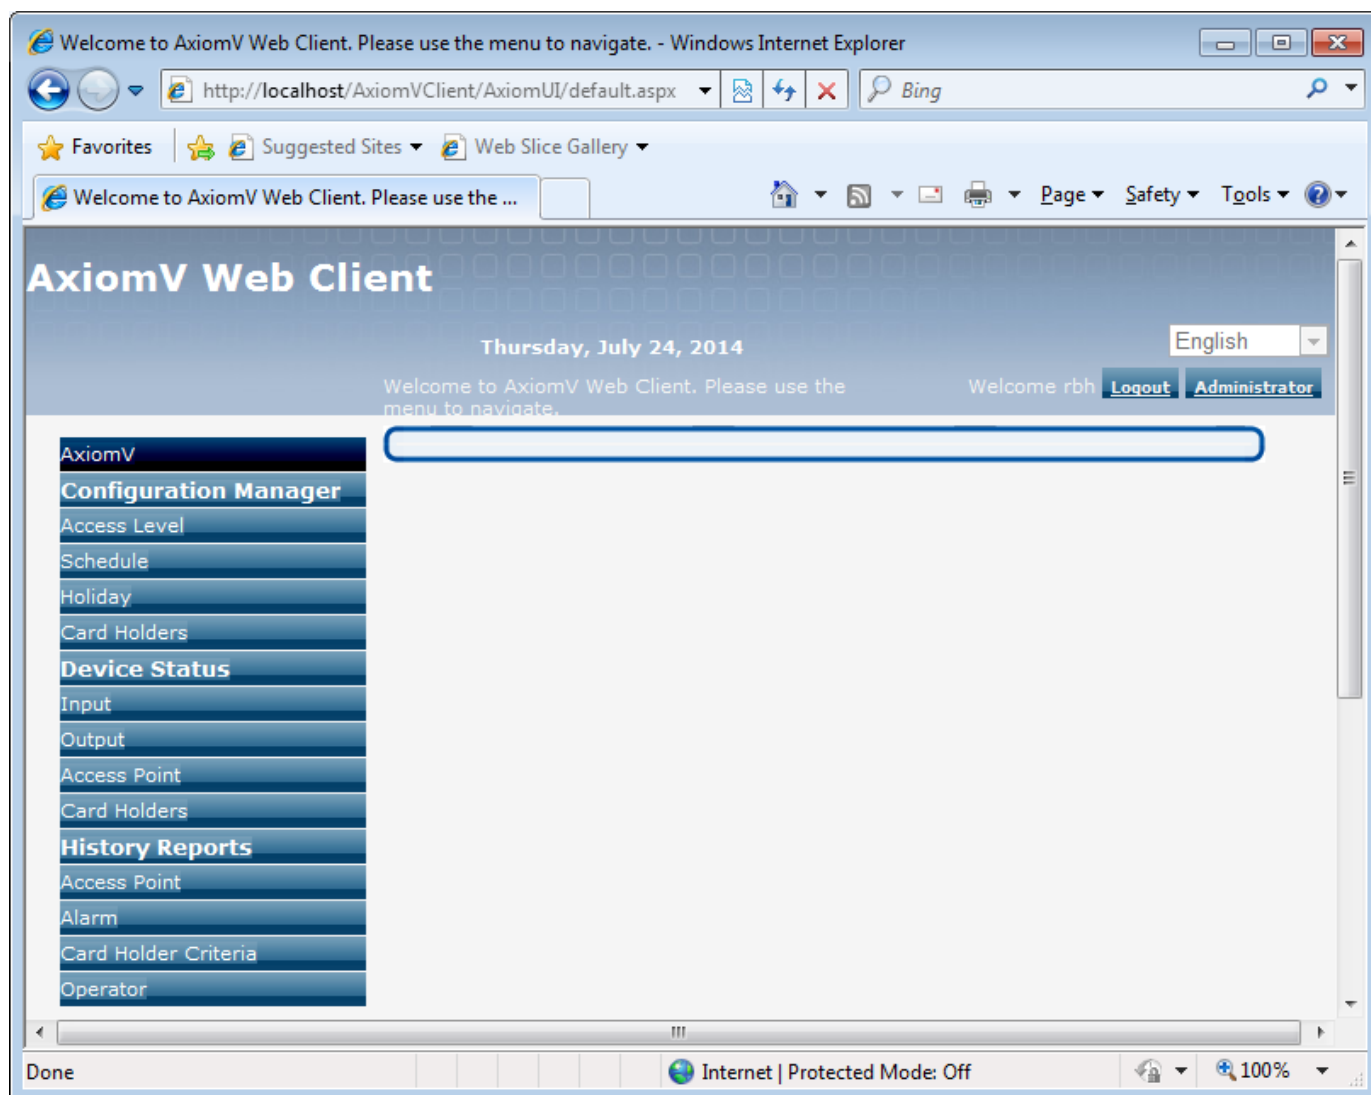 Welcome to AxiomV Web Client. Please use the menu to navigate. - Windows Internet Explorer
http://localhost/AxiomVClient/AxiomUI/default.aspx
Bing
Favorites
Suggested Sites
Web Slice Gallery
Welcome to AxiomV Web Client. Please use the ...
Page
Safety
Tools
AxiomV Web Client
Thursday, July 24, 2014
English
Welcome to AxiomV Web Client. Please use the
menu to navigate.
Welcome rbh
Logout
Administrator
AxiomV
Configuration Manager
Access Level
Schedule
Holiday
Card Holders
Device Status
Input
Output
Access Point
Card Holders
History Reports
Access Point
Alarm
Card Holder Criteria
Operator
Done
Internet | Protected Mode: Off
100%